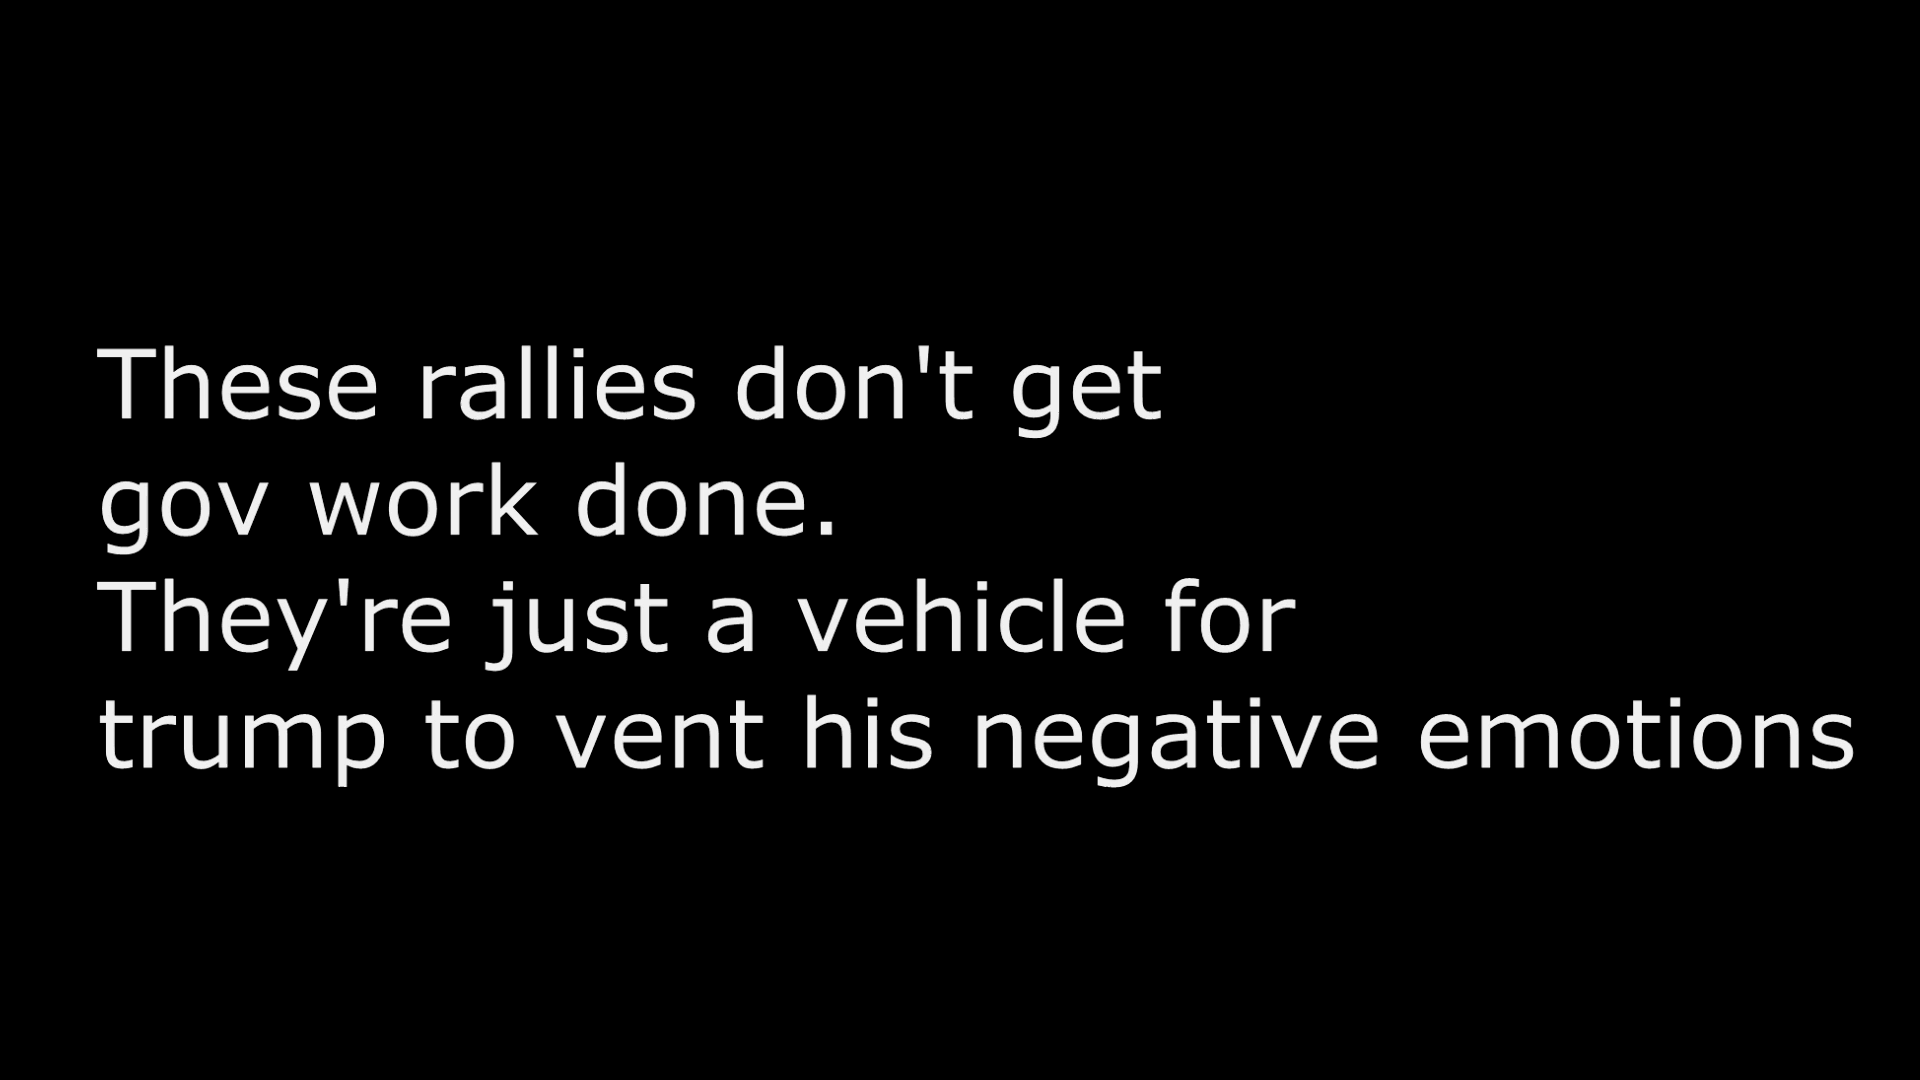 These rallies don't get
gov work done.
They're just a vehicle for
trump to vent his negative emotions